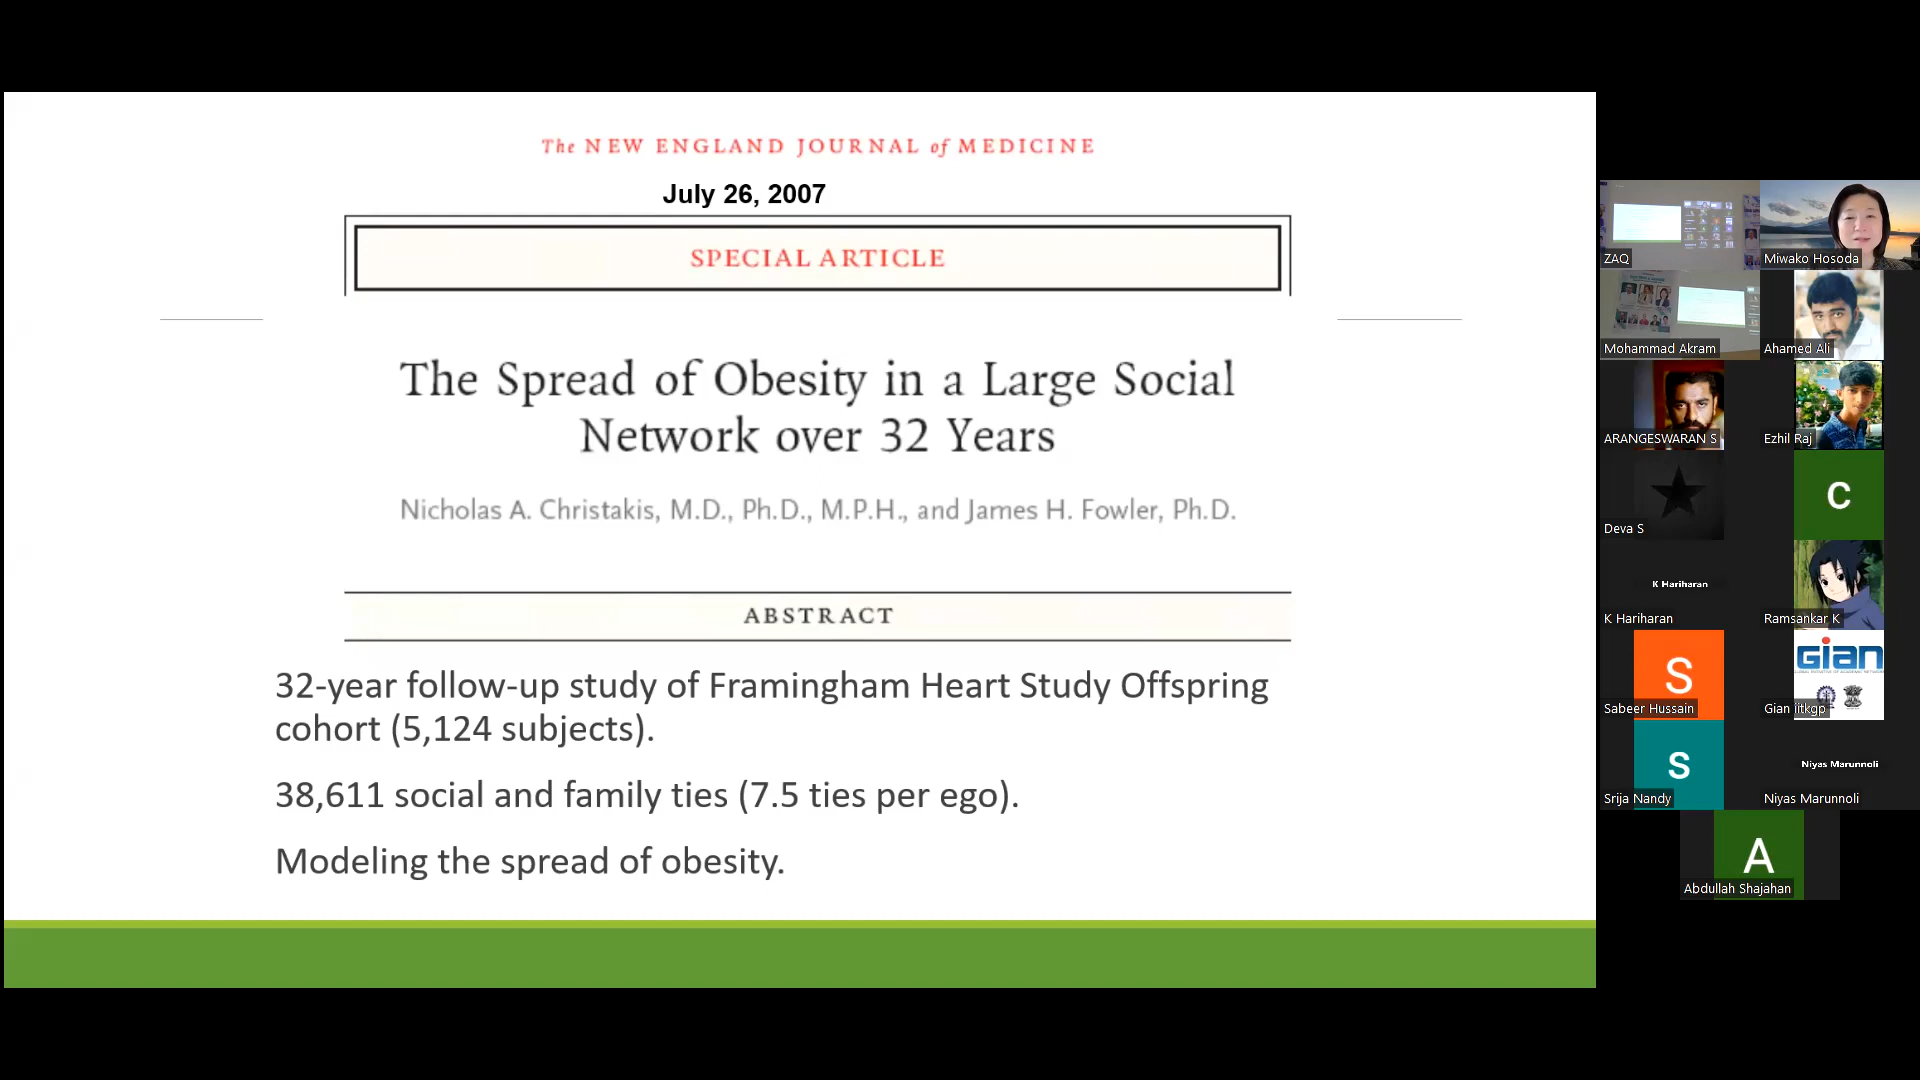 The NEW ENGLAND JOURNAL of MEDICINE
July 26, 2007
SPECIAL ARTICLE
The Spread of Obesity in a Large Social
Network over 32 Years
Nicholas A. Christakis, M.D., Ph.D., M.P.H., and James H. Fowler, Ph.D.
ABSTRACT
32-year follow-up study of Framingham Heart Study Offspring
cohort (5,124 subjects).
38,611 social and family ties (7.5 ties per ego).
Modeling the spread of obesity.
ZAQ
Miwako Hosoda
Mohammad Akram
Ahamed Ali
ARANGESWARAN S
Ezhil Raj
Deva S
C
K Hariharan
K Hariharan
Ramsankar K
S
Sabeer Hussain
Gian
Gian iitkgp
S
Srija Nandy
Niyas Marunnoli
Niyas Marunnoli
A
Abdullah Shajahan